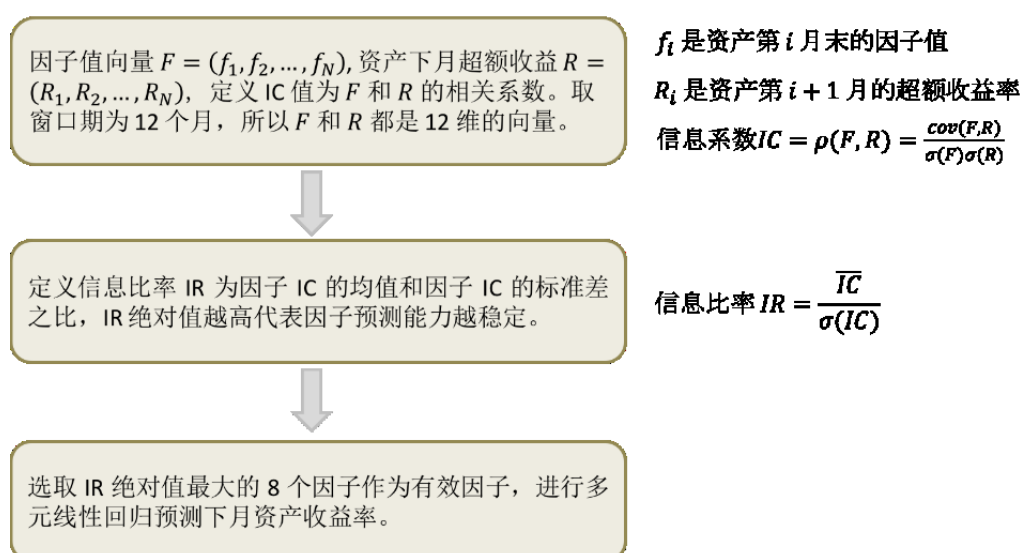 因子值向量 F = (f₁, f₂, ..., f_N), 资产下月超额收益 R =
(R₁, R₂, ..., R_N)，定义 IC 值为 F 和 R 的相关系数。取
窗口期为 12 个月，所以 F 和 R 都是 12 维的向量。
f_i 是资产第 i 月末的因子值
R_i 是资产第 i + 1 月的超额收益率
信息系数IC = ρ(F, R) = cov(F,R) / σ(F)σ(R)
定义信息比率 IR 为因子 IC 的均值和因子 IC 的标准差
之比，IR 绝对值越高代表因子预测能力越稳定。
信息比率 IR = \overline{IC} / σ(IC)
选取 IR 绝对值最大的 8 个因子作为有效因子，进行多
元线性回归预测下月资产收益率。